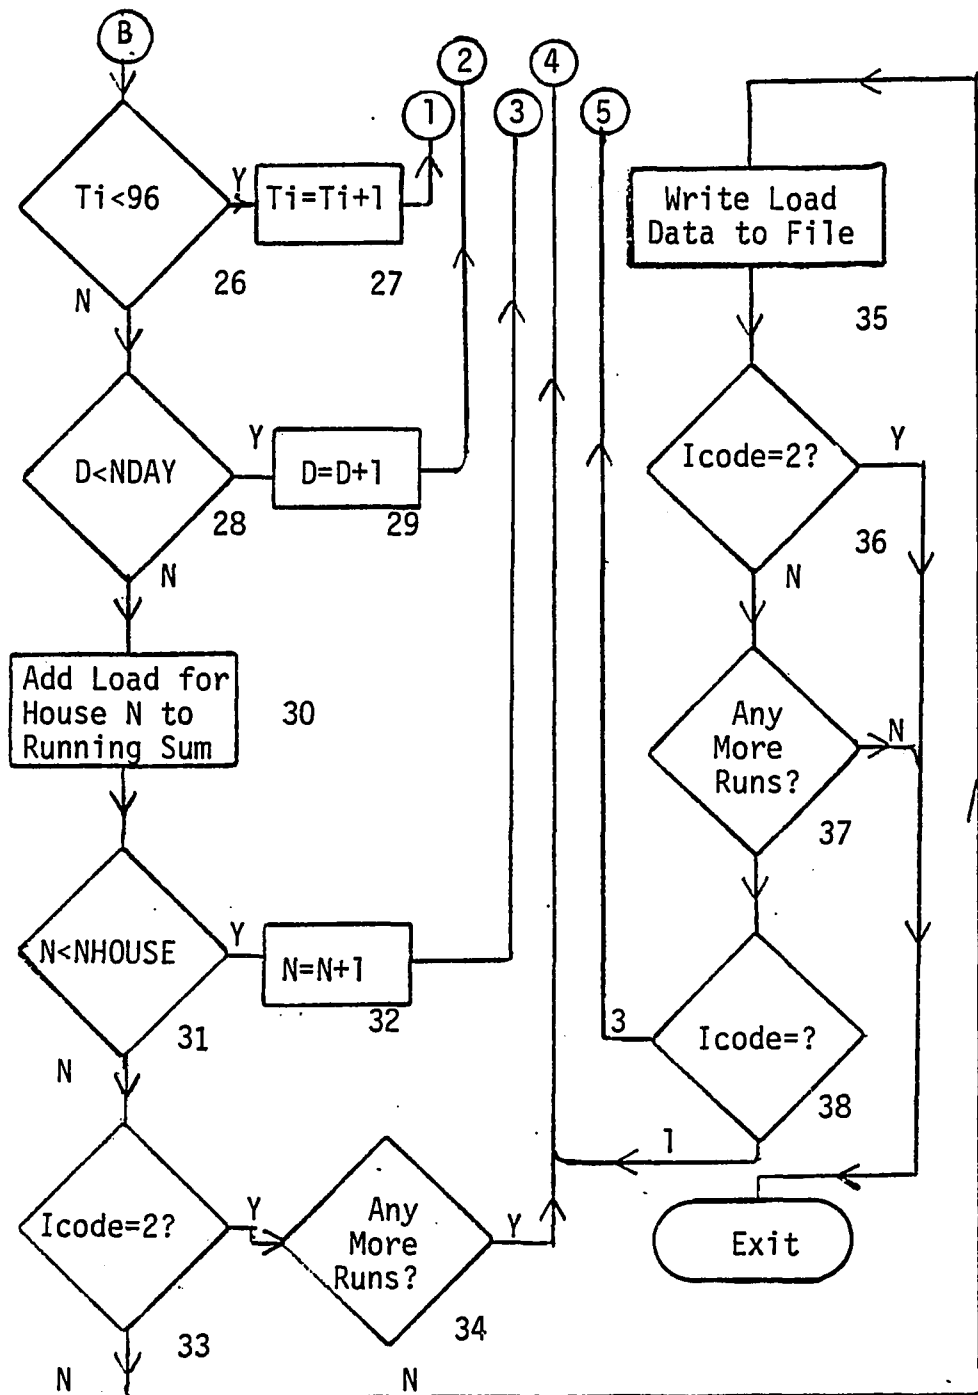 B
2
4
1
3
5
Ti<96
Y
Ti=Ti+1
26
27
N
D<NDAY
Y
D=D+1
28
29
N
Add Load for
House N to
Running Sum
30
N<NHOUSE
Y
N=N+1
31
32
N
Icode=2?
Y
Any
More
Runs?
Y
33
34
N
N
Write Load
Data to File
35
Icode=2?
Y
36
N
Any
More
Runs?
N
37
3
Icode=?
38
1
Exit